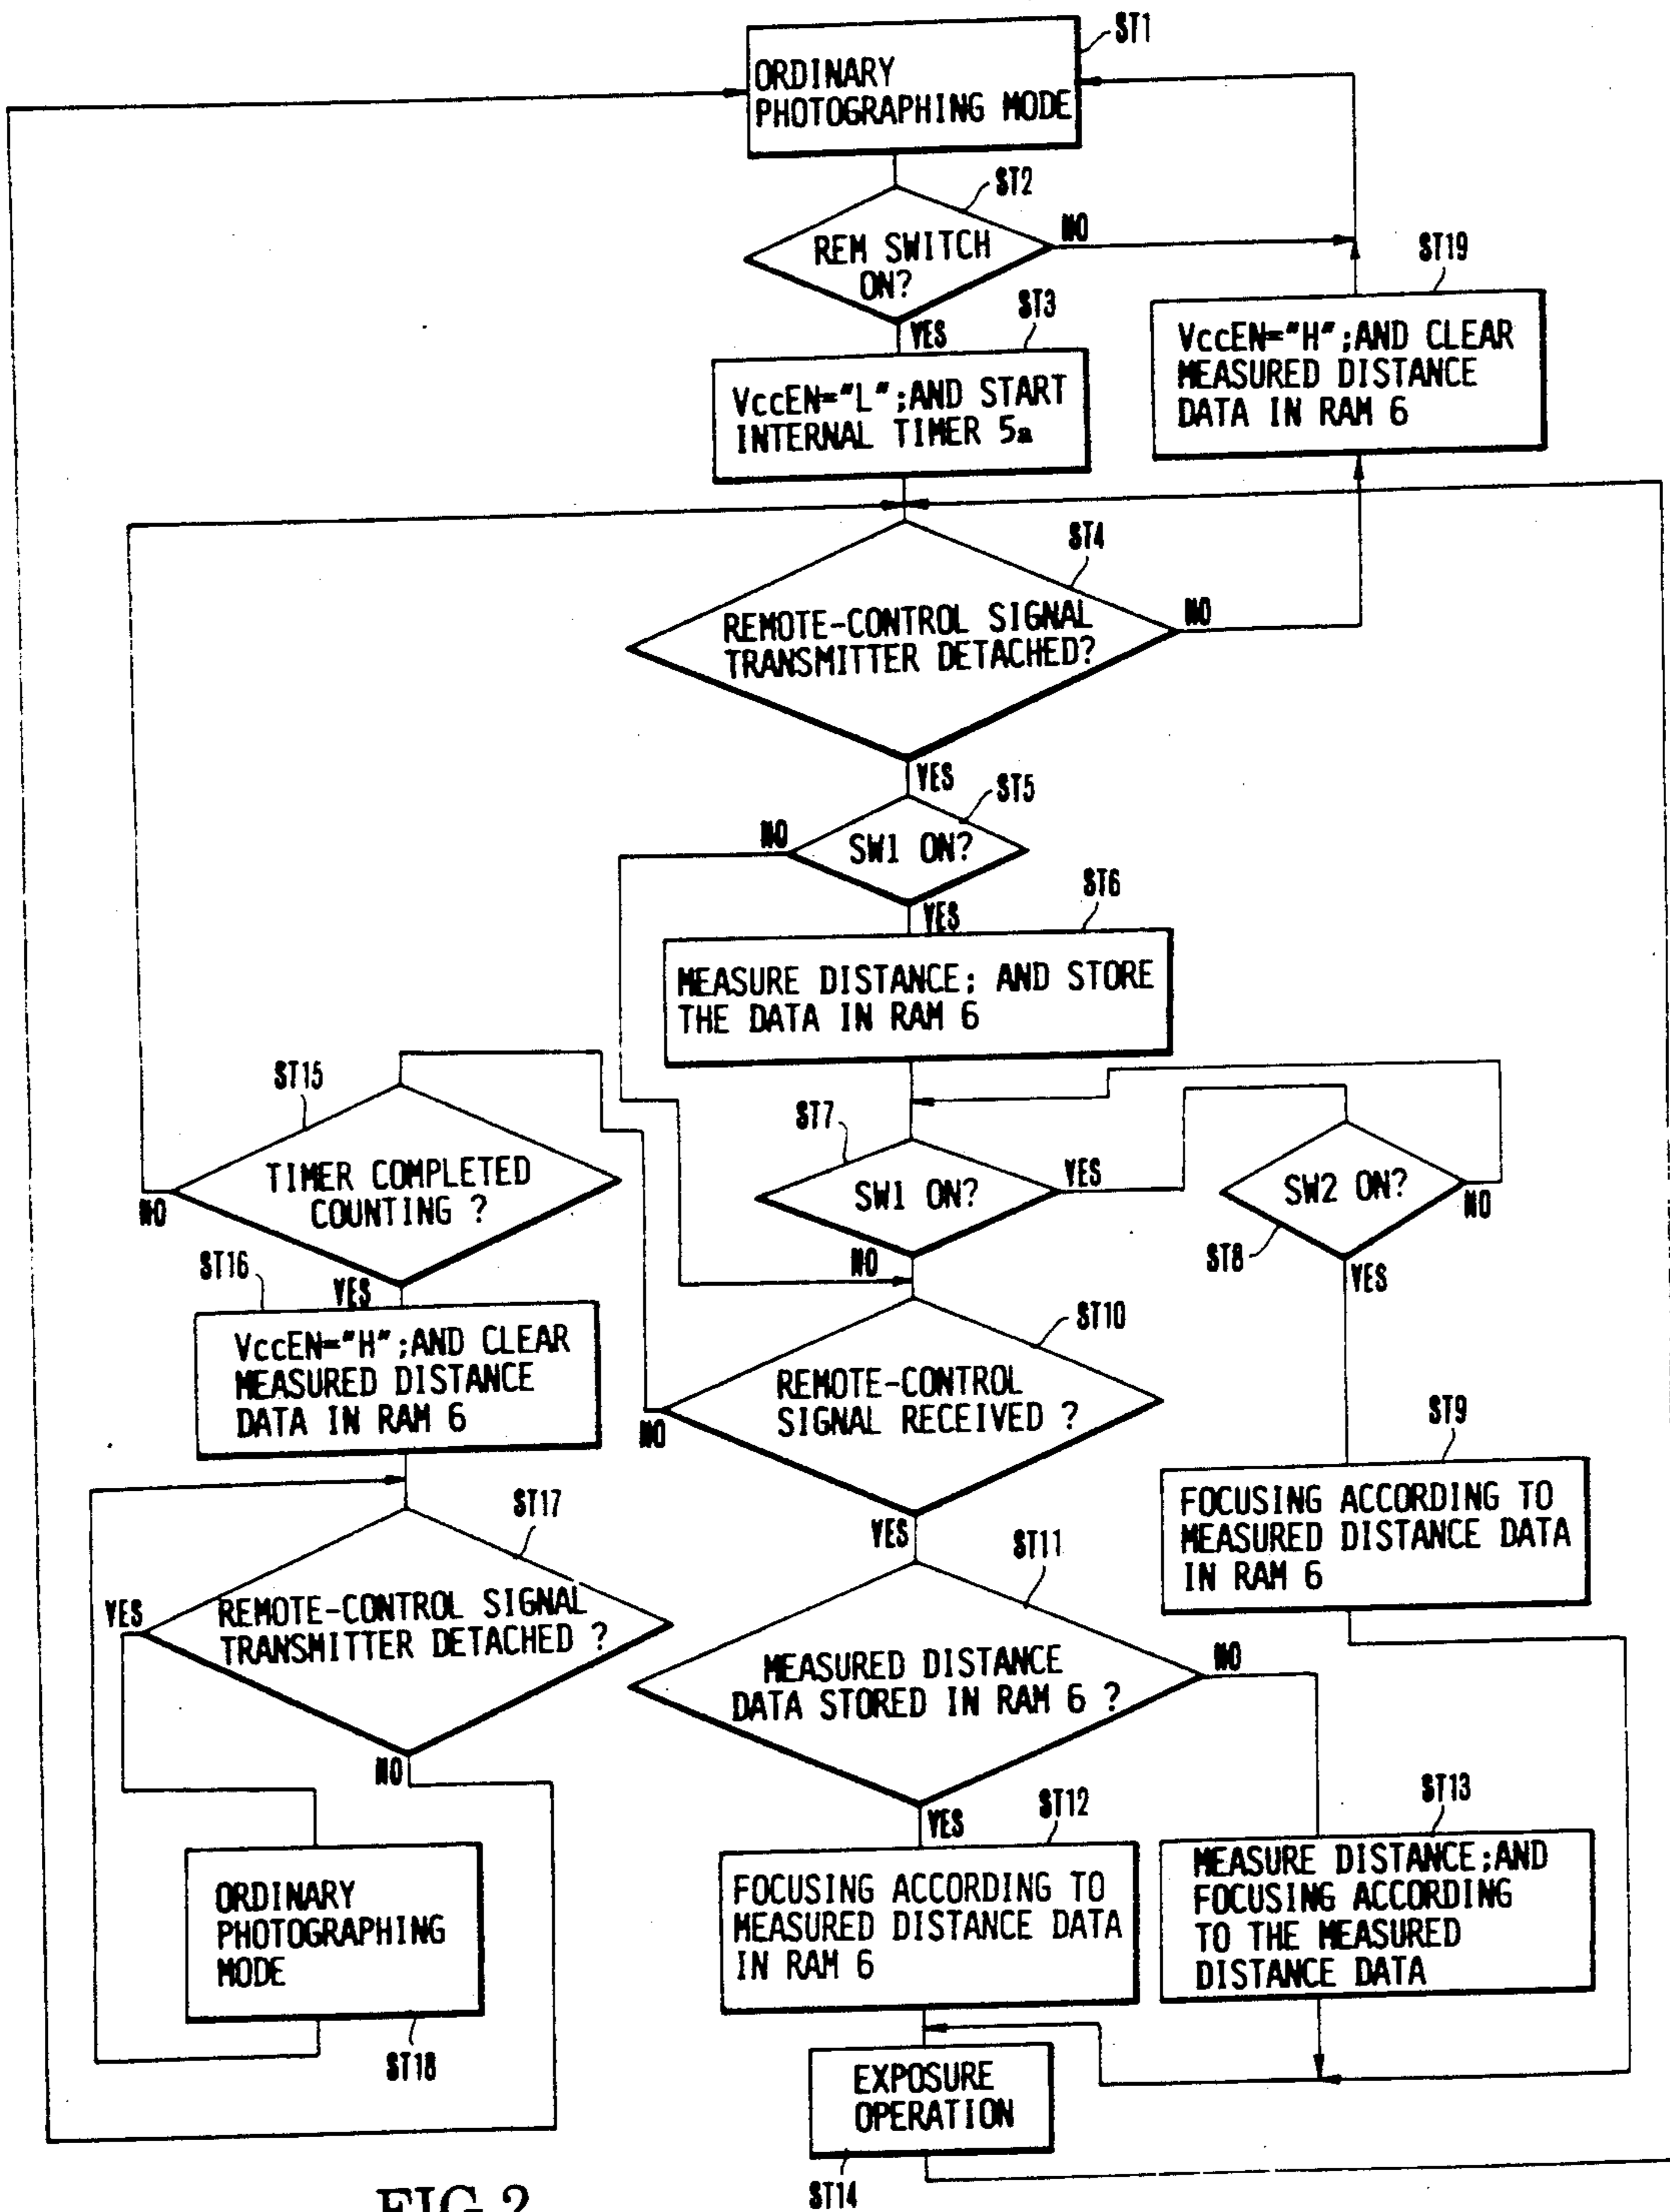 ST1
ORDINARY
PHOTOGRAPHING MODE
ST2
REM SWITCH
ON?
NO
YES
ST3
VccEN="L";AND START
INTERNAL TIMER 5a
ST19
VccEN="H";AND CLEAR
MEASURED DISTANCE
DATA IN RAM 6
ST4
REMOTE-CONTROL SIGNAL
TRANSMITTER DETACHED?
NO
YES
ST5
SW1 ON?
NO
YES
ST6
MEASURE DISTANCE; AND STORE
THE DATA IN RAM 6
ST15
TIMER COMPLETED
COUNTING ?
NO
YES
ST7
SW1 ON?
YES
NO
SW2 ON?
NO
ST8
YES
ST16
VccEN="H";AND CLEAR
MEASURED DISTANCE
DATA IN RAM 6
ST10
REMOTE-CONTROL
SIGNAL RECEIVED ?
NO
YES
ST9
FOCUSING ACCORDING TO
MEASURED DISTANCE DATA
IN RAM 6
ST17
YES
REMOTE-CONTROL SIGNAL
TRANSMITTER DETACHED ?
NO
ST11
MEASURED DISTANCE
DATA STORED IN RAM 6 ?
NO
YES
ORDINARY
PHOTOGRAPHING
MODE
ST18
ST12
FOCUSING ACCORDING TO
MEASURED DISTANCE DATA
IN RAM 6
ST13
MEASURE DISTANCE;AND
FOCUSING ACCORDING
TO THE MEASURED
DISTANCE DATA
EXPOSURE
OPERATION
ST14
FIG.2